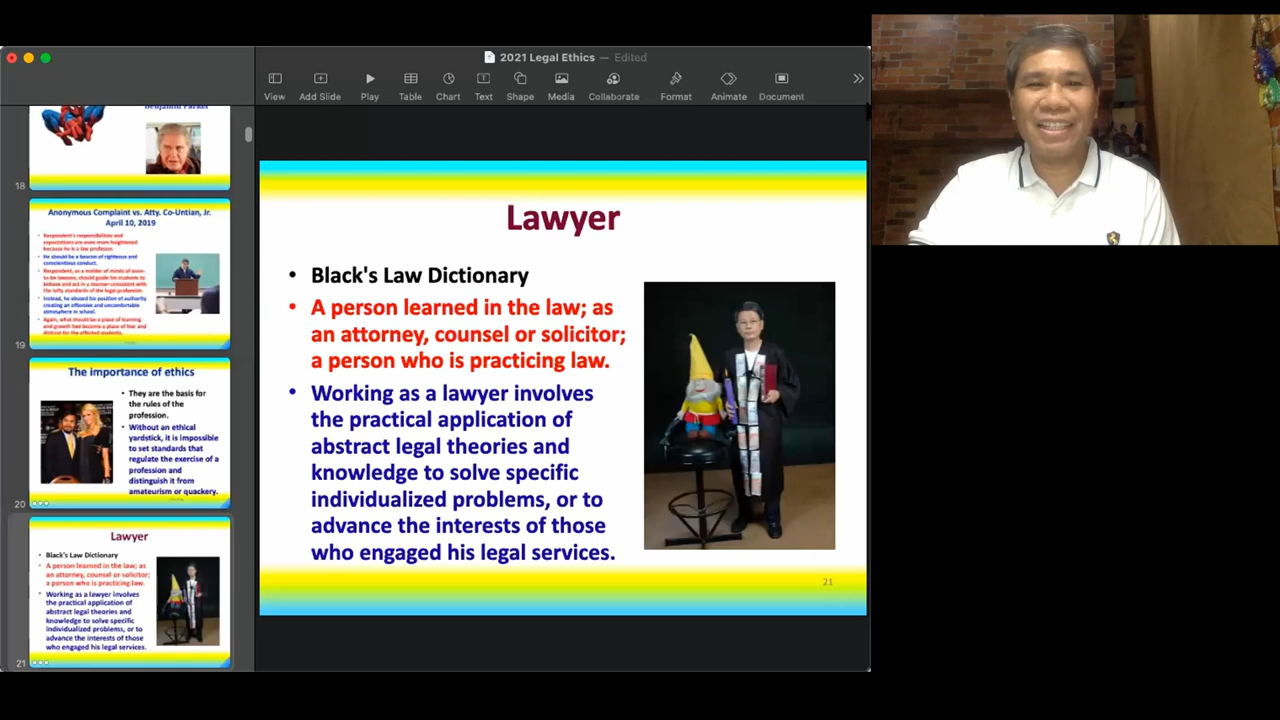 2021 Legal Ethics — Edited
View
Add Slide
Play
Table
Chart
Text
Shape
Media
Collaborate
Format
Animate
Document
Benjamin Parker
18
Anonymous Complaint vs. Atty. Co-Untian, Jr.
April 10, 2019
Respondent's responsibilities and
expectations are even more heightened
because he is a law professor.
He should be a beacon of righteous and
conscientious conduct.
Respondent, as a molder of minds of soon-
to-be lawyers, should guide his students to
behave and act in a manner consistent with
the lofty standards of the legal profession.
Instead, he abused his position of authority
creating an offensive and uncomfortable
atmosphere in school.
Again, what should be a place of learning
and growth had become a place of fear and
distrust for the affected students.
19
The importance of ethics
• They are the basis for
the rules of the
profession.
• Without an ethical
yardstick, it is impossible
to set standards that
regulate the exercise of a
profession and
distinguish it from
amateurism or quackery.
20
Lawyer
• Black's Law Dictionary
• A person learned in the law; as
an attorney, counsel or solicitor;
a person who is practicing law.
• Working as a lawyer involves
the practical application of
abstract legal theories and
knowledge to solve specific
individualized problems, or to
advance the interests of those
who engaged his legal services.
21
Lawyer
• Black's Law Dictionary
• A person learned in the law; as
an attorney, counsel or solicitor;
a person who is practicing law.
• Working as a lawyer involves
the practical application of
abstract legal theories and
knowledge to solve specific
individualized problems, or to
advance the interests of those
who engaged his legal services.
21